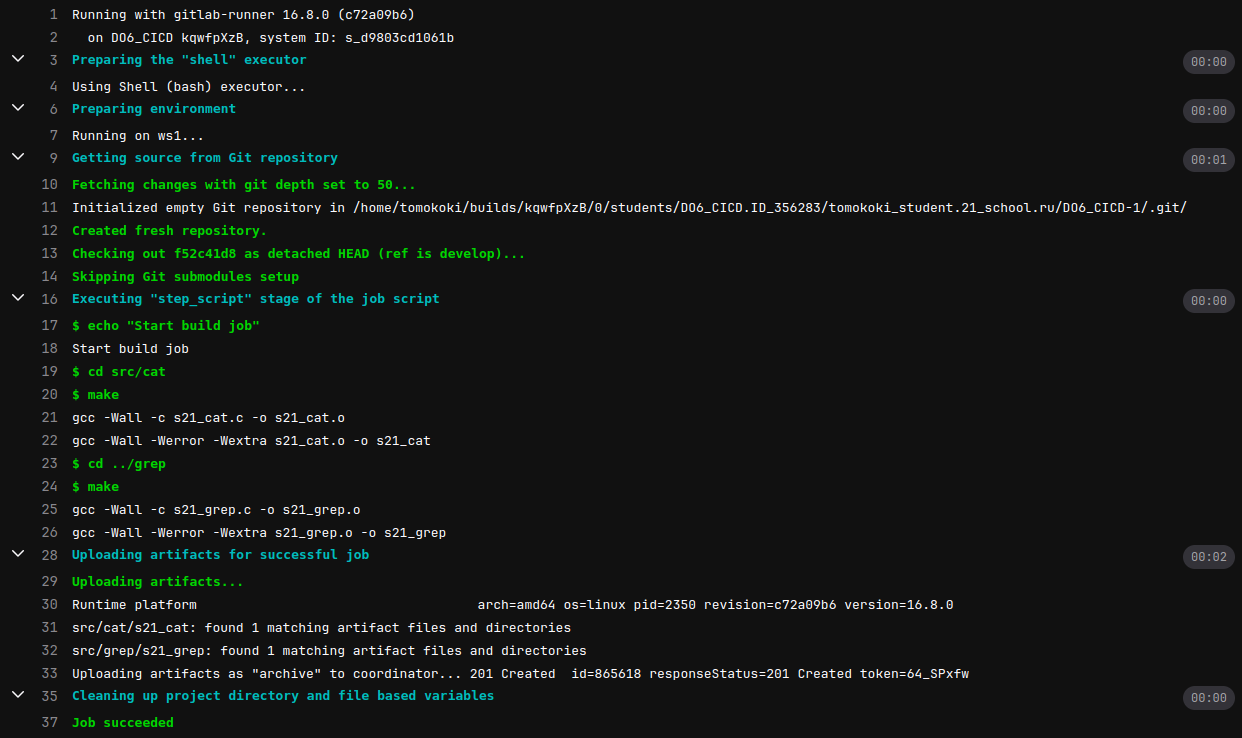 1 Running with gitlab-runner 16.8.0 (c72a09b6)
2 on DO6_CICD kqwfpXzB, system ID: s_d9803cd1061b
3 Preparing the "shell" executor 00:00
4 Using Shell (bash) executor...
6 Preparing environment 00:00
7 Running on ws1...
9 Getting source from Git repository 00:01
10 Fetching changes with git depth set to 50...
11 Initialized empty Git repository in /home/tomokoki/builds/kqwfpXzB/0/students/DO6_CICD.ID_356283/tomokoki_student.21_school.ru/DO6_CICD-1/.git/
12 Created fresh repository.
13 Checking out f52c41d8 as detached HEAD (ref is develop)...
14 Skipping Git submodules setup
16 Executing "step_script" stage of the job script 00:00
17 $ echo "Start build job"
18 Start build job
19 $ cd src/cat
20 $ make
21 gcc -Wall -c s21_cat.c -o s21_cat.o
22 gcc -Wall -Werror -Wextra s21_cat.o -o s21_cat
23 $ cd ../grep
24 $ make
25 gcc -Wall -c s21_grep.c -o s21_grep.o
26 gcc -Wall -Werror -Wextra s21_grep.o -o s21_grep
28 Uploading artifacts for successful job 00:02
29 Uploading artifacts...
30 Runtime platform arch=amd64 os=linux pid=2350 revision=c72a09b6 version=16.8.0
31 src/cat/s21_cat: found 1 matching artifact files and directories
32 src/grep/s21_grep: found 1 matching artifact files and directories
33 Uploading artifacts as "archive" to coordinator... 201 Created id=865618 responseStatus=201 Created token=64_SPxfw
35 Cleaning up project directory and file based variables 00:00
37 Job succeeded